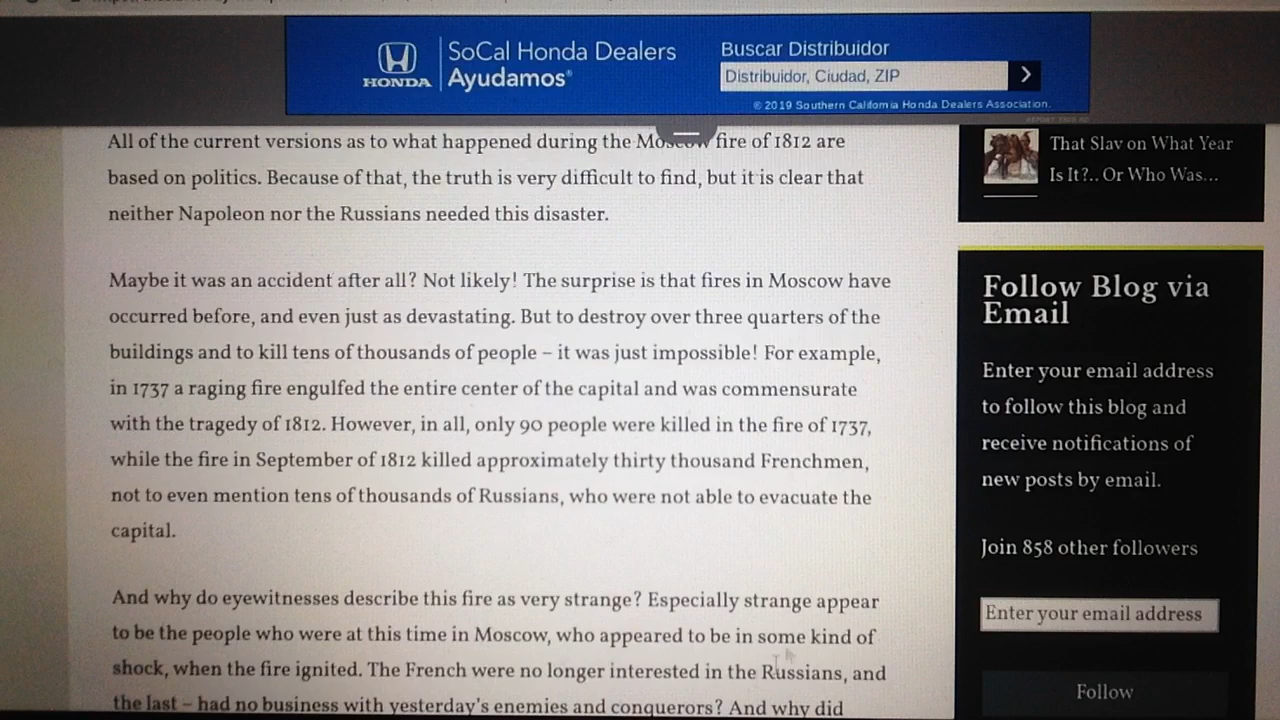 HONDA
SoCal Honda Dealers
Ayudamos®
Buscar Distribuidor
Distribuidor, Ciudad, ZIP
© 2019 Southern California Honda Dealers Association.
REPORT THIS AD
All of the current versions as to what happened during the Moscow fire of 1812 are
based on politics. Because of that, the truth is very difficult to find, but it is clear that
neither Napoleon nor the Russians needed this disaster.
Maybe it was an accident after all? Not likely! The surprise is that fires in Moscow have
occurred before, and even just as devastating. But to destroy over three quarters of the
buildings and to kill tens of thousands of people – it was just impossible! For example,
in 1737 a raging fire engulfed the entire center of the capital and was commensurate
with the tragedy of 1812. However, in all, only 90 people were killed in the fire of 1737,
while the fire in September of 1812 killed approximately thirty thousand Frenchmen,
not to even mention tens of thousands of Russians, who were not able to evacuate the
capital.
And why do eyewitnesses describe this fire as very strange? Especially strange appear
to be the people who were at this time in Moscow, who appeared to be in some kind of
shock, when the fire ignited. The French were no longer interested in the Russians, and
the last – had no business with yesterday's enemies and conquerors? And why did
That Slav on What Year
Is It?.. Or Who Was...
Follow Blog via
Email
Enter your email address
to follow this blog and
receive notifications of
new posts by email.
Join 858 other followers
Enter your email address
Follow